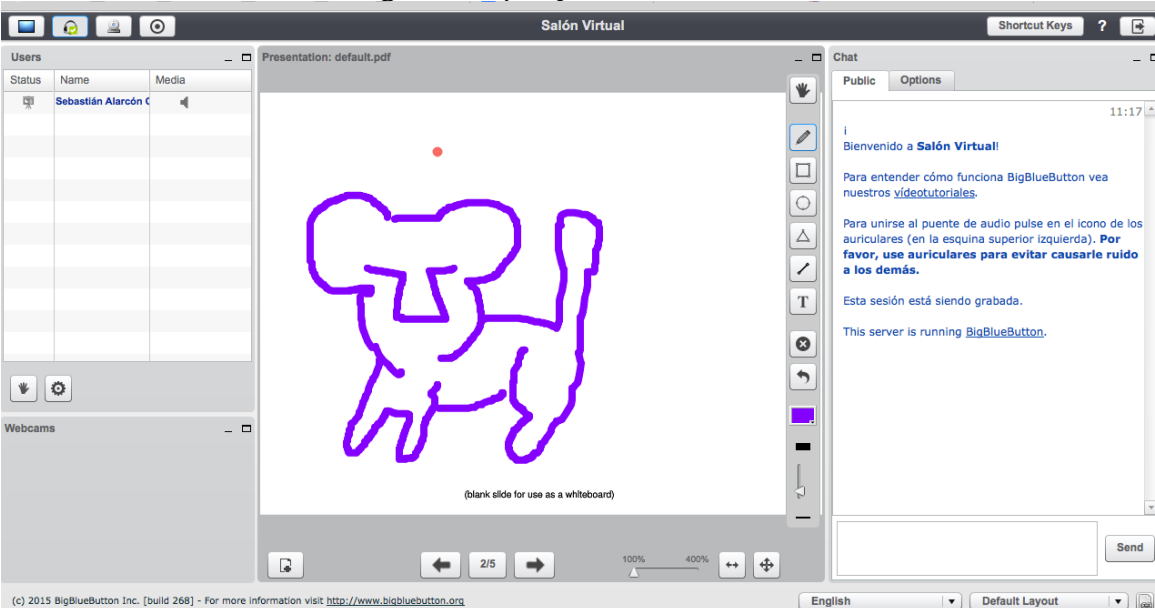 Salón Virtual
Shortcut Keys
?
Users
Status Name Media
Sebastián Alarcón
Webcams
Presentation: default.pdf
T
(blank slide for use as a whiteboard)
2/5
100% 400%
Chat
Public Options
11:17
¡
Bienvenido a Salón Virtual!
Para entender cómo funciona BigBlueButton vea
nuestros vídeotutoriales.
Para unirse al puente de audio pulse en el icono de los
auriculares (en la esquina superior izquierda). Por
favor, use auriculares para evitar causarle ruido
a los demás.
Esta sesión está siendo grabada.
This server is running BigBlueButton.
Send
(c) 2015 BigBlueButton Inc. [build 268] - For more information visit http://www.bigbluebutton.org
English
Default Layout